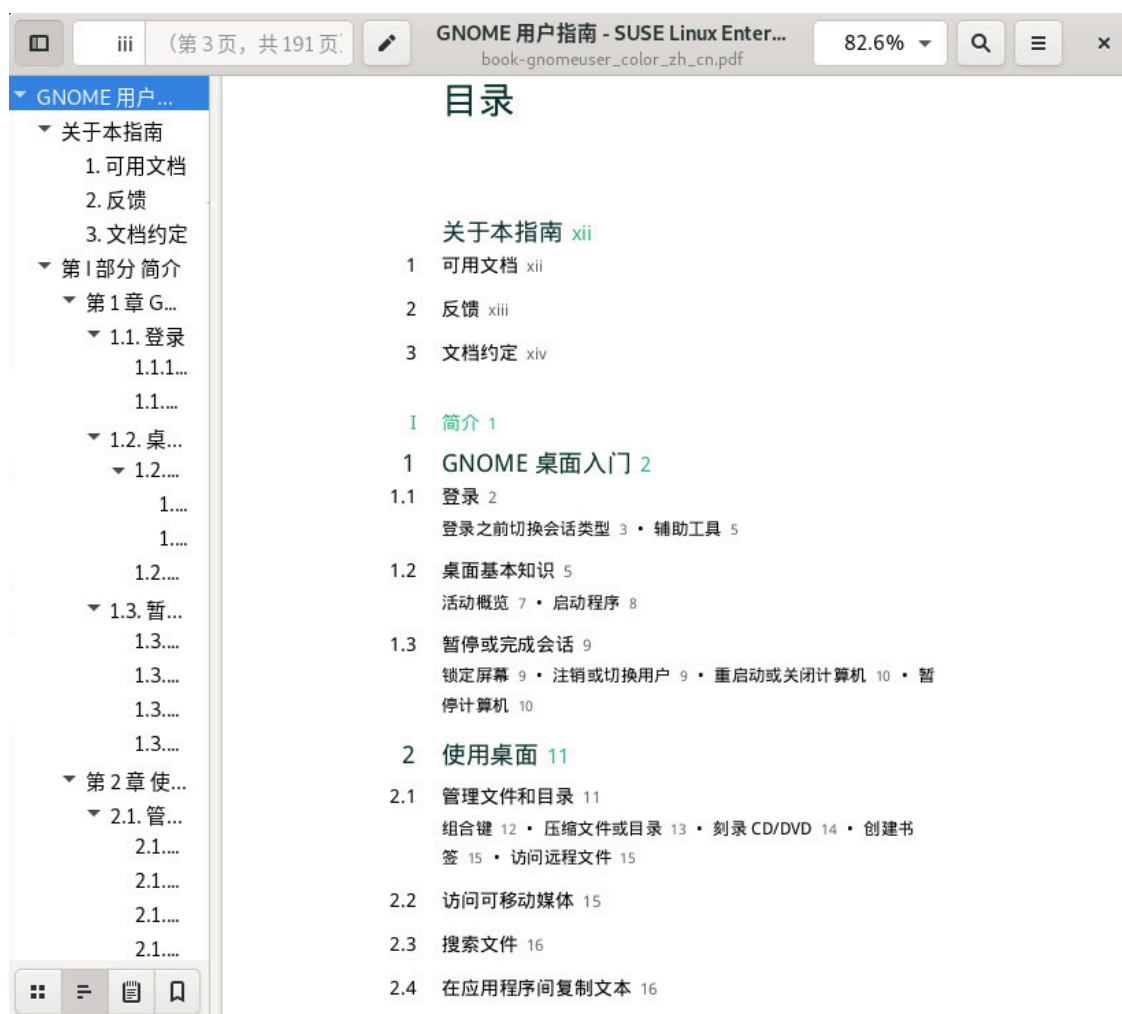 iii （第 3 页，共 191 页）
GNOME 用户指南 - SUSE Linux Enter...
book-gnomeuser_color_zh_cn.pdf
82.6%
GNOME 用户...
关于本指南
1. 可用文档
2. 反馈
3. 文档约定
第 I 部分 简介
第 1 章 G...
1.1. 登录
1.1.1...
1.1....
1.2. 桌...
1.2....
1....
1....
1.2....
1.3. 暂...
1.3....
1.3....
1.3....
1.3....
第 2 章 使...
2.1. 管...
2.1....
2.1....
2.1....
2.1....
目录
关于本指南 xii
1 可用文档 xii
2 反馈 xiii
3 文档约定 xiv
I 简介 1
1 GNOME 桌面入门 2
1.1 登录 2
登录之前切换会话类型 3 • 辅助工具 5
1.2 桌面基本知识 5
活动概览 7 • 启动程序 8
1.3 暂停或完成会话 9
锁定屏幕 9 • 注销或切换用户 9 • 重启动或关闭计算机 10 • 暂
停计算机 10
2 使用桌面 11
2.1 管理文件和目录 11
组合键 12 • 压缩文件或目录 13 • 刻录 CD/DVD 14 • 创建书
签 15 • 访问远程文件 15
2.2 访问可移动媒体 15
2.3 搜索文件 16
2.4 在应用程序间复制文本 16